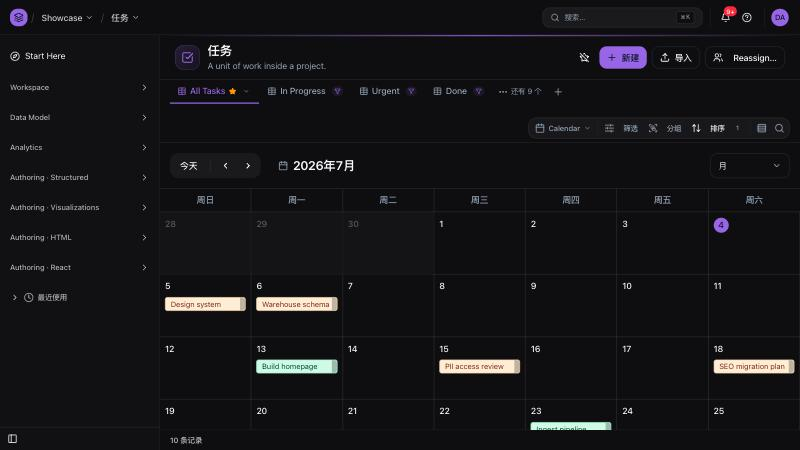 Showcase
任务
搜索...
⌘K
9+
DA
Start Here
Workspace
Data Model
Analytics
Authoring · Structured
Authoring · Visualizations
Authoring · HTML
Authoring · React
最近使用
任务
A unit of work inside a project.
新建
导入
Reassign...
All Tasks
In Progress
Urgent
Done
还有 9 个
Calendar
筛选
分组
排序
1
今天
2026年7月
月
周日 周一 周二 周三 周四 周五 周六
28 29 30 1 2 3 4
5 6 7 8 9 10 11
Design system
Warehouse schema
12 13 14 15 16 17 18
Build homepage
PII access review
SEO migration plan
19 20 21 22 23 24 25
Ingest pipeline
10 条记录